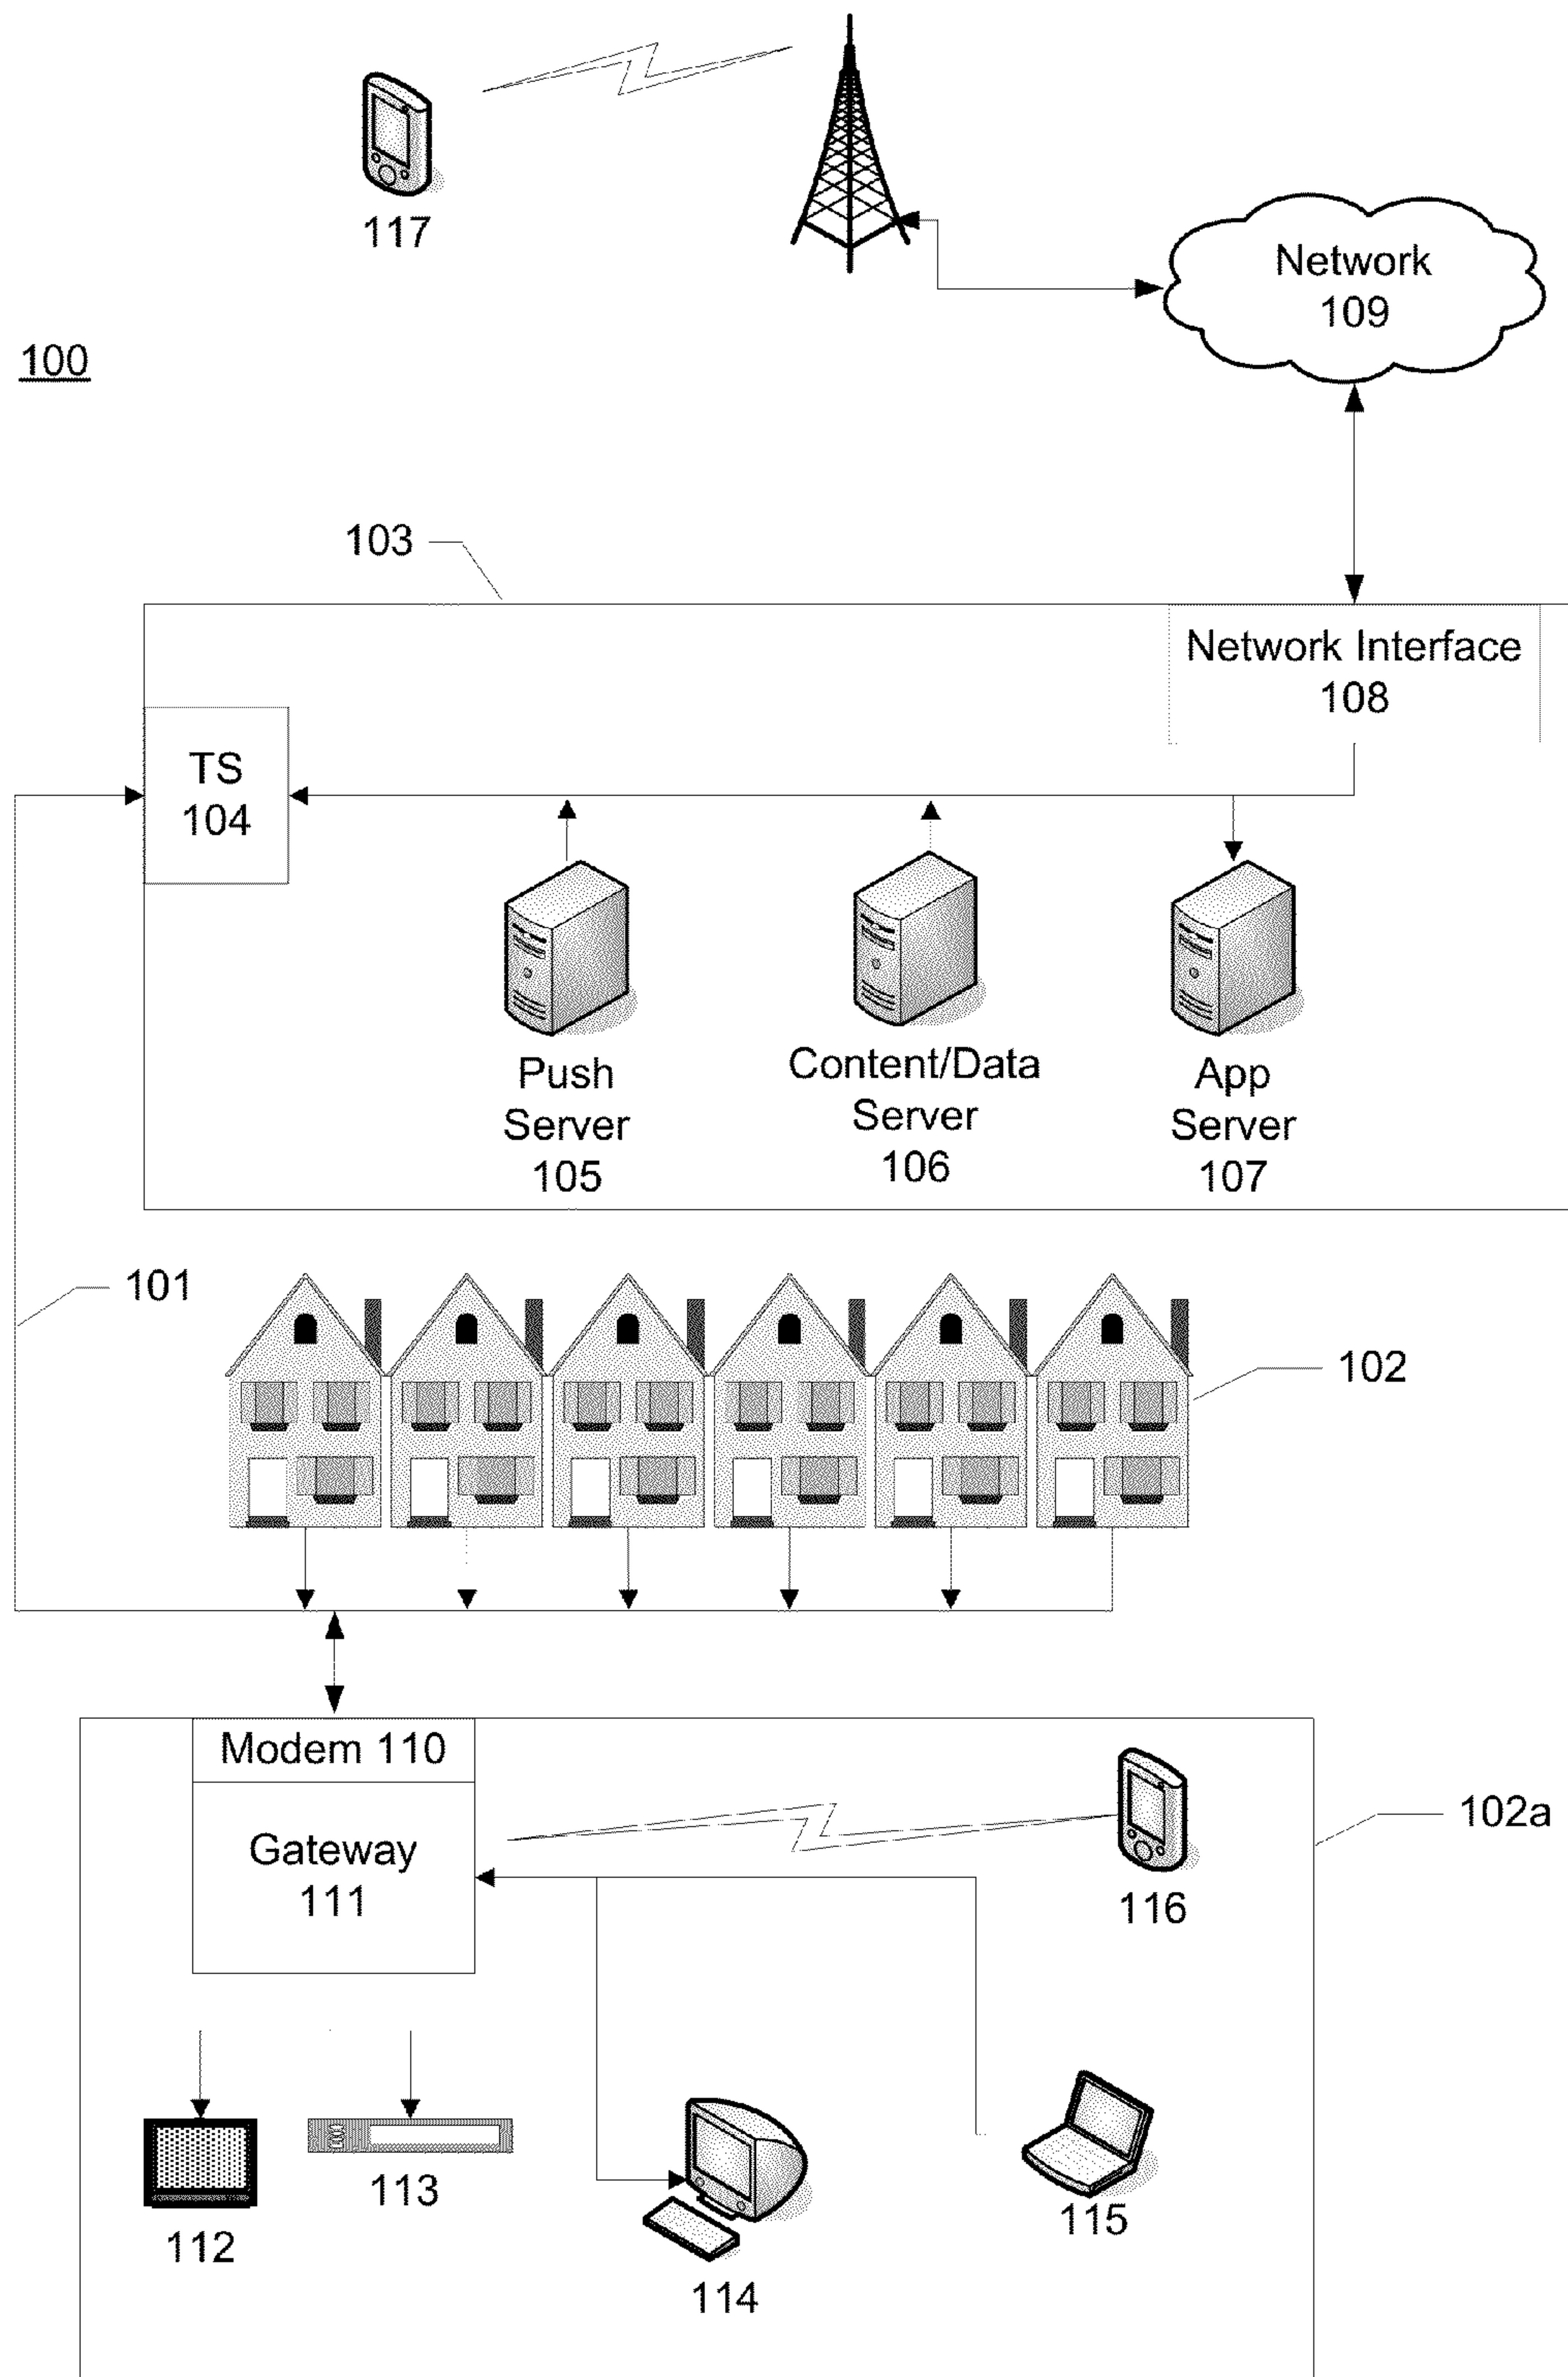 117
Network
109
100
103
Network Interface
108
TS
104
Push
Server
105
Content/Data
Server
106
App
Server
107
101
102
Modem 110
Gateway
111
116
102a
112
113
114
115